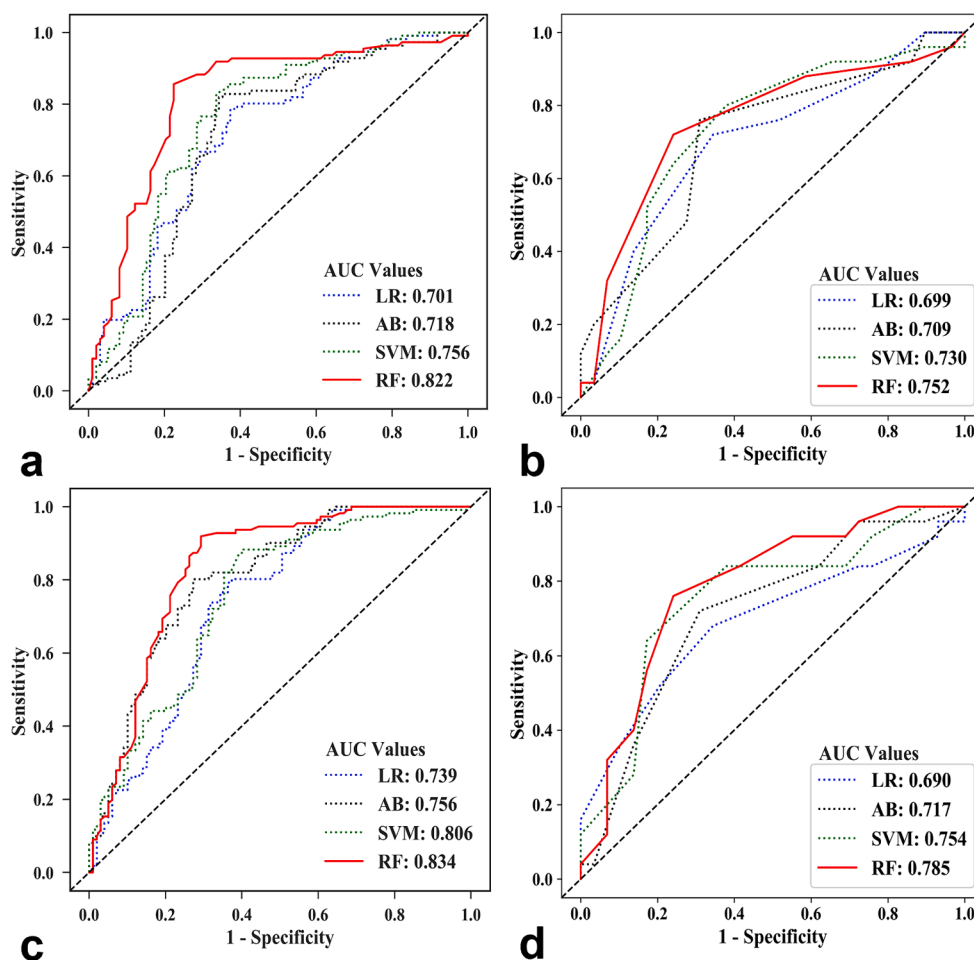 1.0
0.8
0.6
0.4
0.2
0.0
Sensitivity
AUC Values
LR: 0.701
AB: 0.718
SVM: 0.756
RF: 0.822
0.0 0.2 0.4 0.6 0.8 1.0
1 - Specificity
a
1.0
0.8
0.6
0.4
0.2
0.0
Sensitivity
AUC Values
LR: 0.699
AB: 0.709
SVM: 0.730
RF: 0.752
0.0 0.2 0.4 0.6 0.8 1.0
1 - Specificity
b
1.0
0.8
0.6
0.4
0.2
0.0
Sensitivity
AUC Values
LR: 0.739
AB: 0.756
SVM: 0.806
RF: 0.834
0.0 0.2 0.4 0.6 0.8 1.0
1 - Specificity
c
1.0
0.8
0.6
0.4
0.2
0.0
Sensitivity
AUC Values
LR: 0.690
AB: 0.717
SVM: 0.754
RF: 0.785
0.0 0.2 0.4 0.6 0.8 1.0
1 - Specificity
d